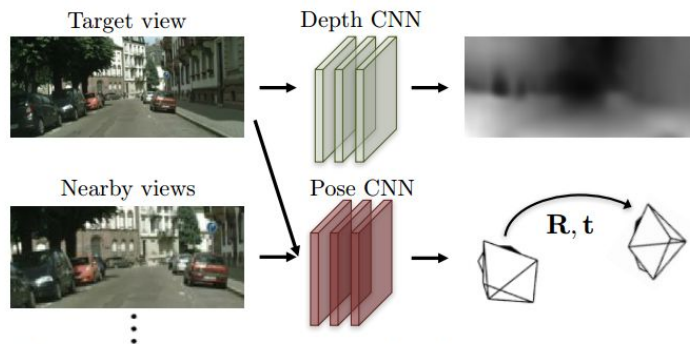 Target view
Depth CNN
Nearby views
Pose CNN
R, t